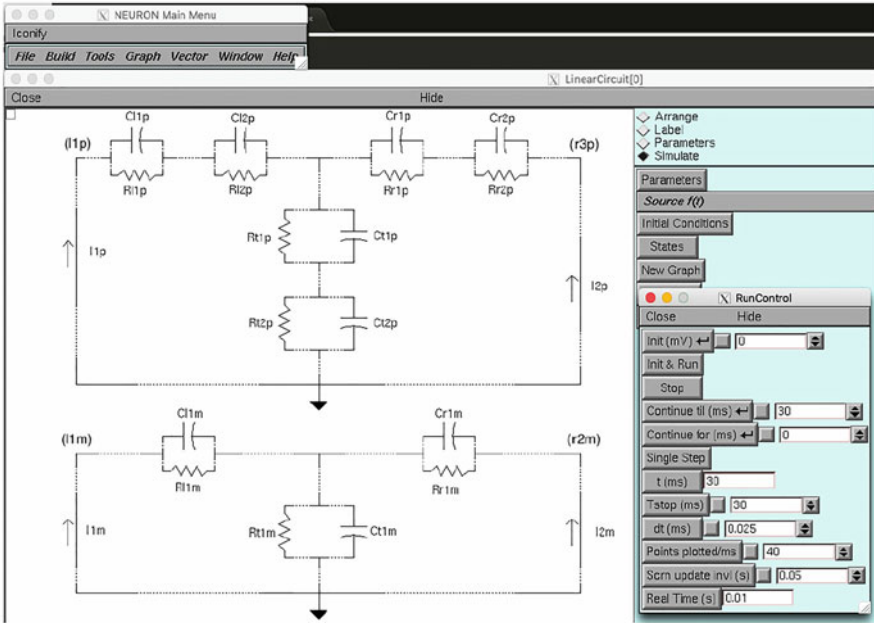 NEURON Main Menu
Iconify
File Build Tools Graph Vector Window Help
LinearCircuit[0]
Close Hide
Cl1p Cl2p Cr1p Cr2p
(l1p) (r3p)
Rl1p Rl2p Rr1p Rr2p
Rt1p Ct1p
I1p I2p
Rt2p Ct2p
Cl1m Cr1m
(l1m) (r2m)
Rl1m Rr1m
I1m Rt1m Ct1m I2m
Arrange
Label
Parameters
Simulate
Parameters
Source f(t)
Initial Conditions
States
New Graph
RunControl
Close Hide
Init (mV) 0
Init & Run
Stop
Continue til (ms) 30
Continue for (ms) 0
Single Step
t (ms) 30
Tstop (ms) 30
dt (ms) 0.025
Points plotted/ms 40
Scrn update invl (s) 0.05
Real Time (s) 0.01